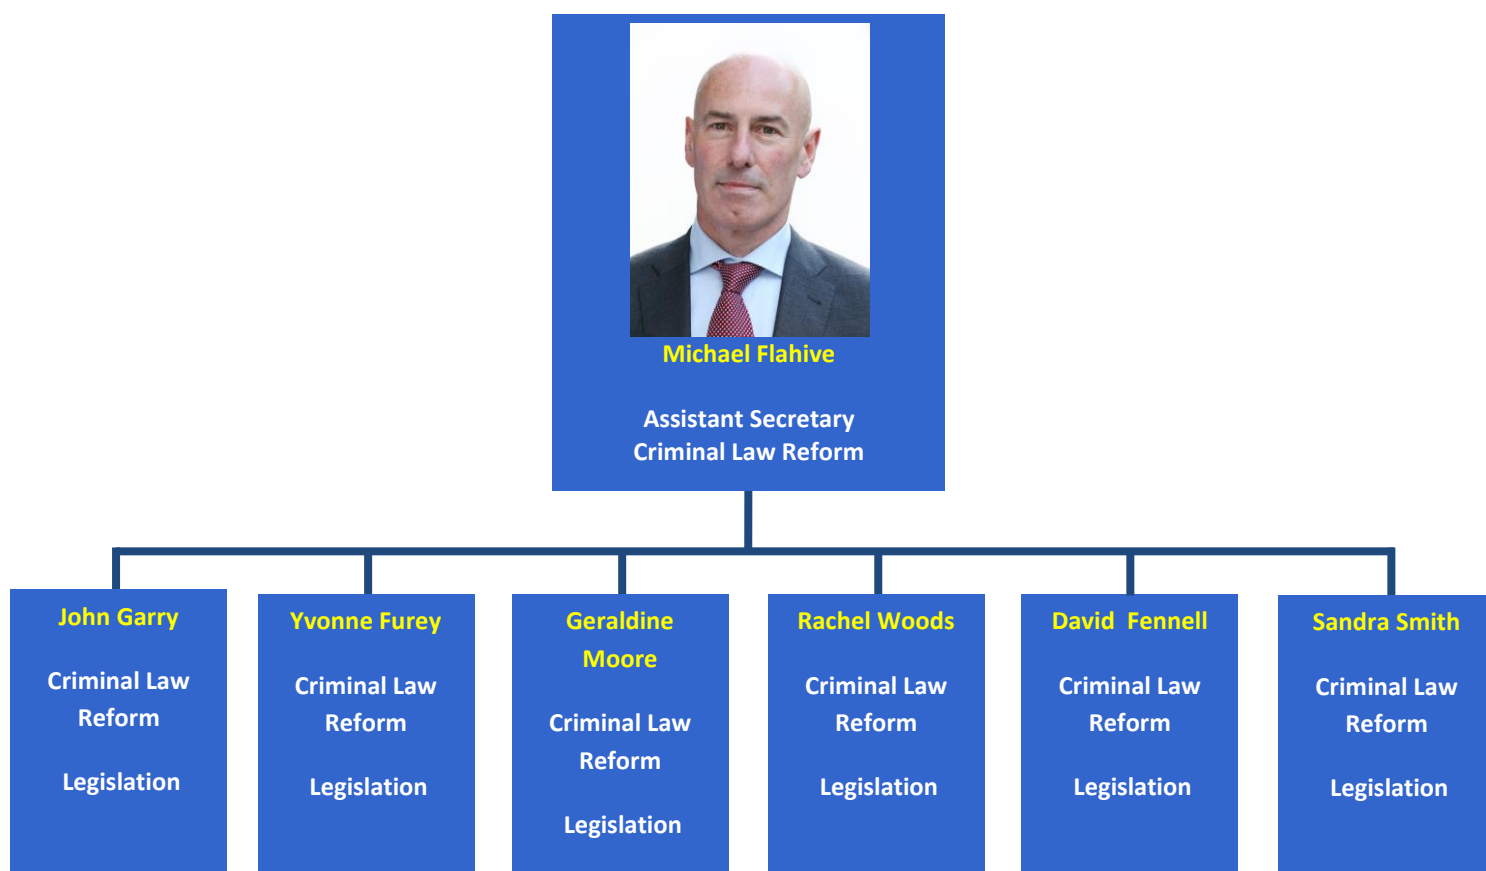 Michael Flahive
Assistant Secretary
Criminal Law Reform
John Garry
Criminal Law
Reform
Legislation
Yvonne Furey
Criminal Law
Reform
Legislation
Geraldine
Moore
Criminal Law
Reform
Legislation
Rachel Woods
Criminal Law
Reform
Legislation
David  Fennell
Criminal Law
Reform
Legislation
Sandra Smith
Criminal Law
Reform
Legislation